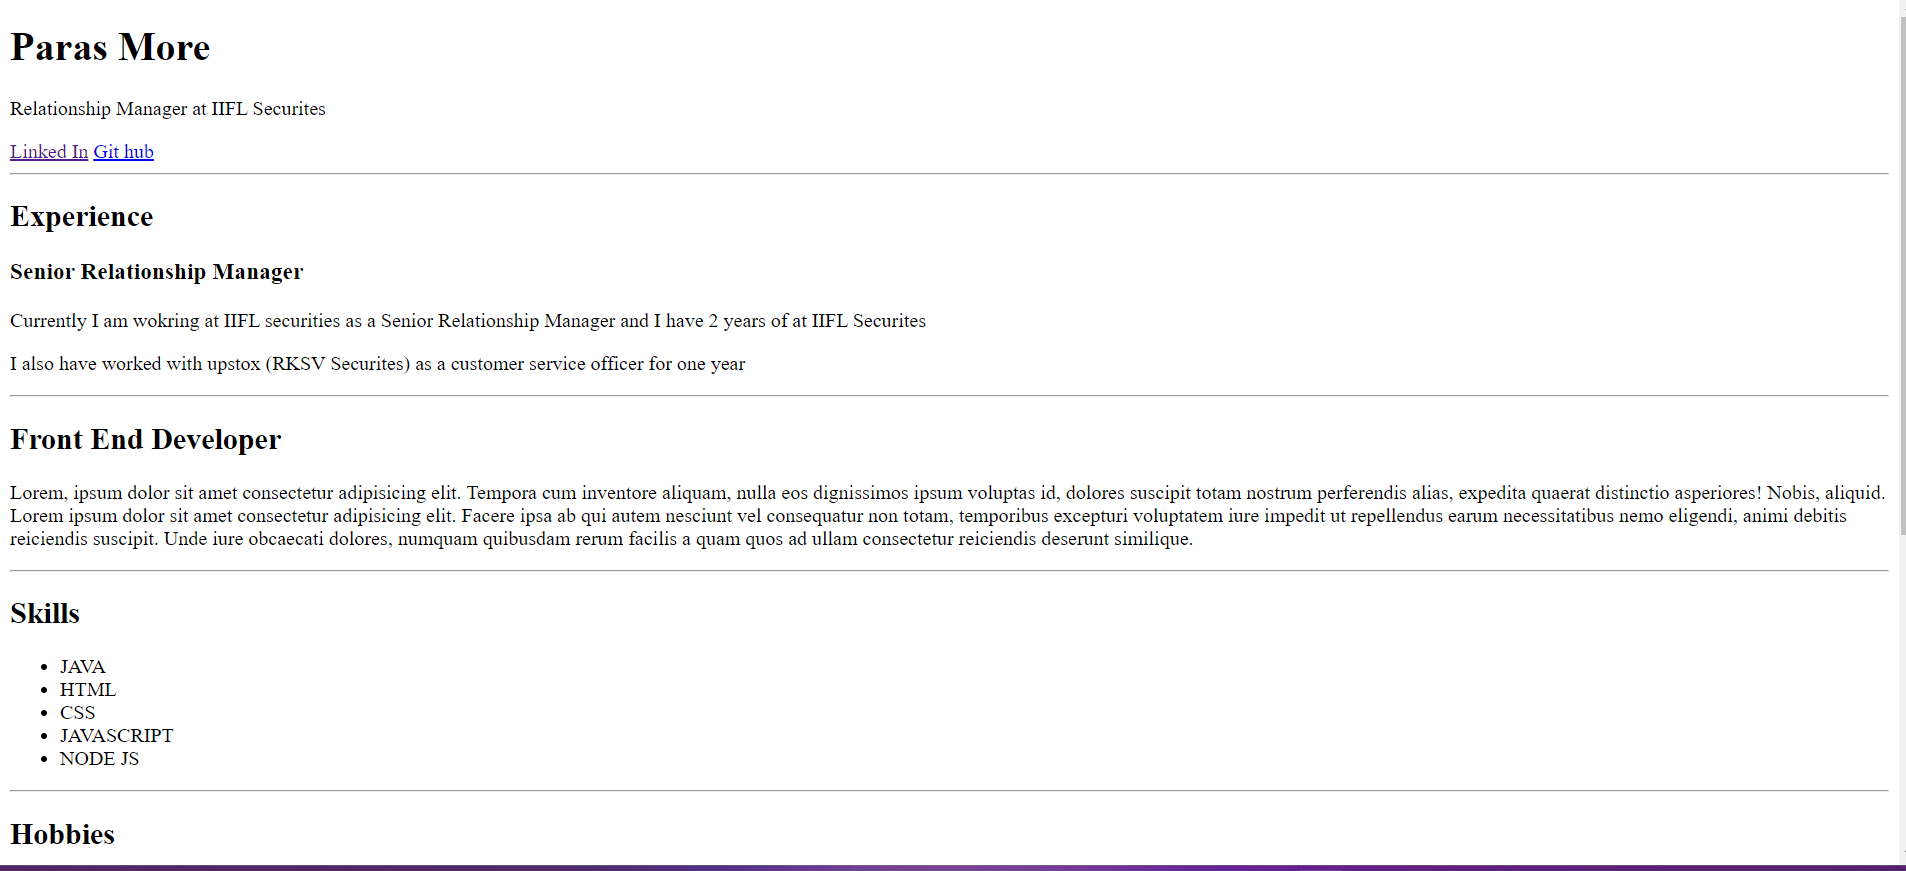 Paras More
Relationship Manager at IIFL Securites
Linked In Git hub
Experience
Senior Relationship Manager
Currently I am wokring at IIFL securities as a Senior Relationship Manager and I have 2 years of at IIFL Securites
I also have worked with upstox (RKSV Securites) as a customer service officer for one year
Front End Developer
Lorem, ipsum dolor sit amet consectetur adipisicing elit. Tempora cum inventore aliquam, nulla eos dignissimos ipsum voluptas id, dolores suscipit totam nostrum perferendis alias, expedita quaerat distinctio asperiores! Nobis, aliquid.
Lorem ipsum dolor sit amet consectetur adipisicing elit. Facere ipsa ab qui autem nesciunt vel consequatur non totam, temporibus excepturi voluptatem iure impedit ut repellendus earum necessitatibus nemo eligendi, animi debitis
reiciendis suscipit. Unde iure obcaecati dolores, numquam quibusdam rerum facilis a quam quos ad ullam consectetur reiciendis deserunt similique.
Skills
JAVA
HTML
CSS
JAVASCRIPT
NODE JS
Hobbies